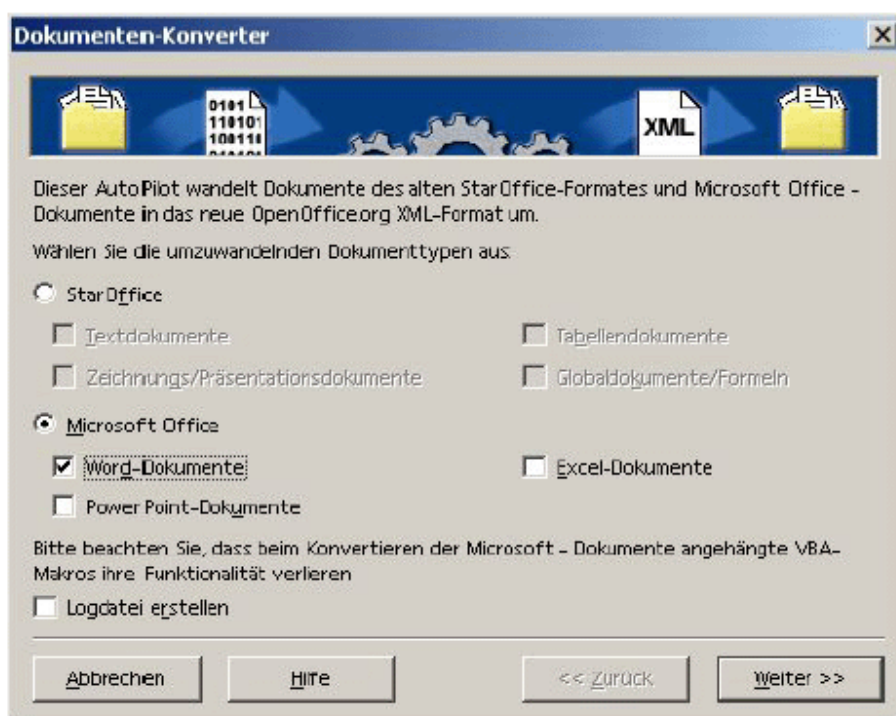 Dokumenten-Konverter
0101
110101
100110
010101
XML
Dieser AutoPilot wandelt Dokumente des alten StarOffice-Formates und Microsoft Office -
Dokumente in das neue OpenOffice.org XML-Format um.
Wählen Sie die umzuwandelnden Dokumenttypen aus:
StarOffice
Textdokumente
Tabellendokumente
Zeichnungs/Präsentationsdokumente
Globaldokumente/Formeln
Microsoft Office
Word-Dokumente
Excel-Dokumente
PowerPoint-Dokumente
Bitte beachten Sie, dass beim Konvertieren der Microsoft - Dokumente angehängte VBA-
Makros ihre Funktionalität verlieren
Logdatei erstellen
Abbrechen
Hilfe
<< Zurück
Weiter >>